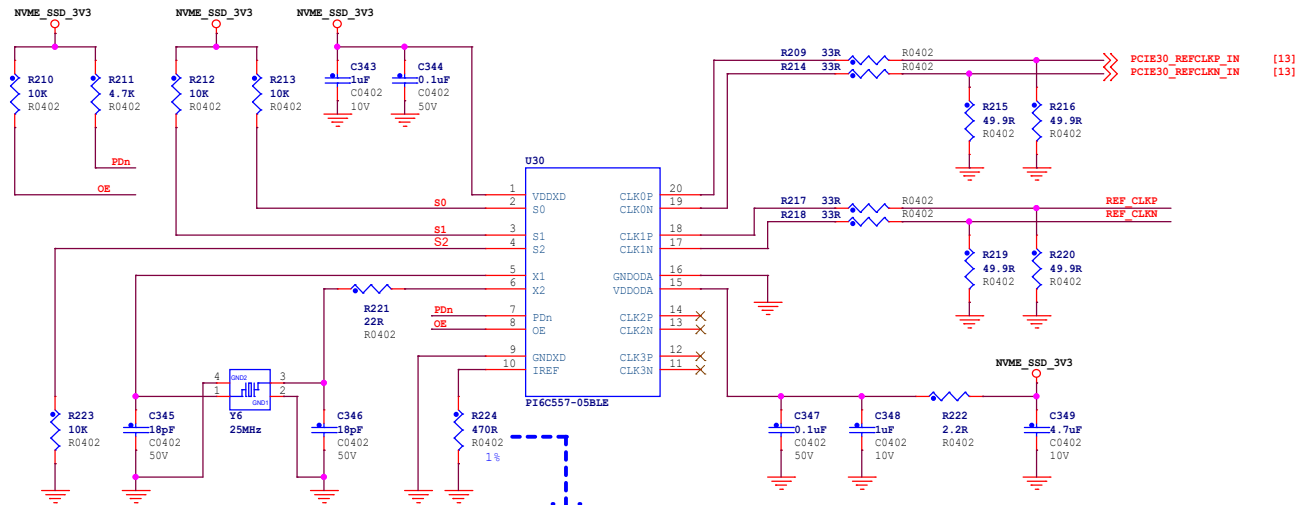 NVME_SSD_3V3 NVME_SSD_3V3 NVME_SSD_3V3
R210 10K R0402
R211 4.7K R0402
R212 10K R0402
R213 10K R0402
C343 1uF C0402 10V
C344 0.1uF C0402 50V
R209 33R R0402
R214 33R R0402
PCIE30_REFCLKP_IN [13]
PCIE30_REFCLKN_IN [13]
R215 49.9R R0402
R216 49.9R R0402
PDn
OE
U30
1 VDDXD CLK0P 20
S0 2 S0 CLK0N 19
S1 3 S1 CLK1P 18
S2 4 S2 CLK1N 17
5 X1 GNDODA 16
6 X2 VDDODA 15
PDn 7 PDn CLK2P 14
OE 8 OE CLK2N 13
9 GNDXD CLK3P 12
10 IREF CLK3N 11
PI6C557-05BLE
R217 33R R0402
R218 33R R0402
REF_CLKP
REF_CLKN
R219 49.9R R0402
R220 49.9R R0402
R221
22R
R0402
4 GND2 3
1 GND1 2
Y6
25MHz
R223 10K R0402
C345 18pF C0402 50V
C346 18pF C0402 50V
R224 470R R0402 1%
NVME_SSD_3V3
C347 0.1uF C0402 50V
C348 1uF C0402 10V
R222 2.2R R0402
C349 4.7uF C0402 10V